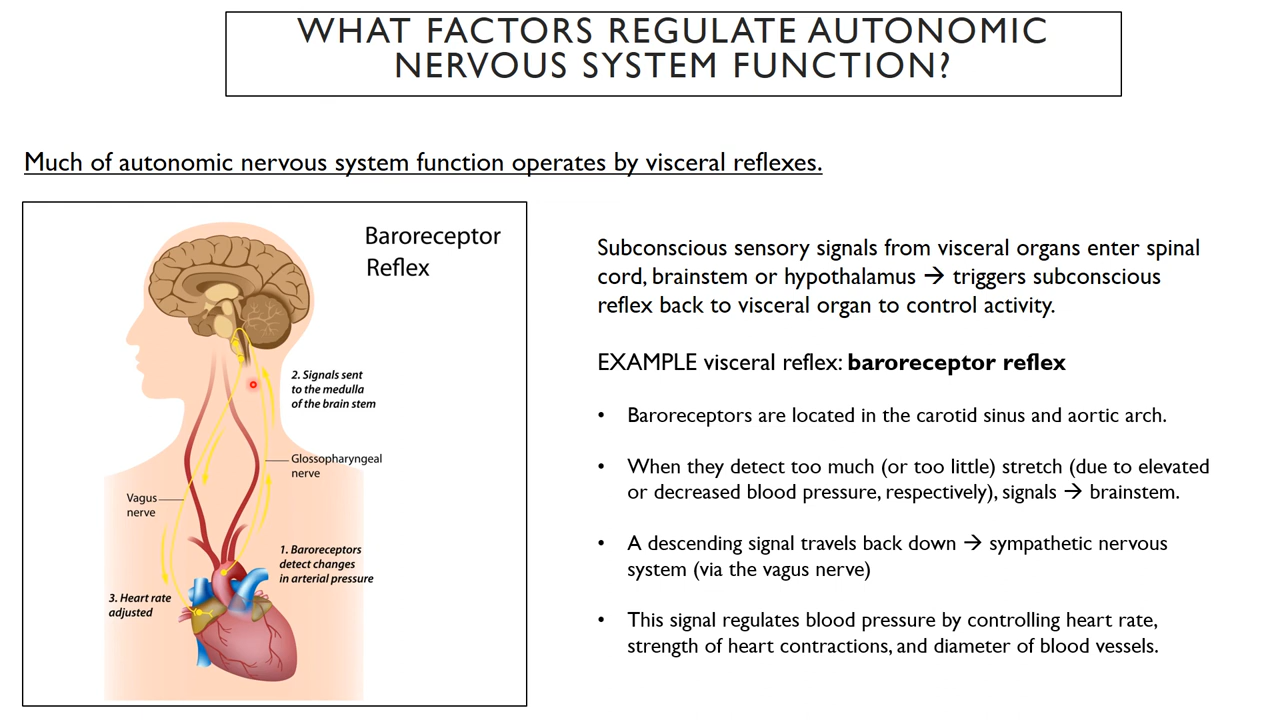 WHAT FACTORS REGULATE AUTONOMIC
NERVOUS SYSTEM FUNCTION?
Much of autonomic nervous system function operates by visceral reflexes.
Baroreceptor
Reflex
2. Signals sent
to the medulla
of the brain stem
Glossopharyngeal
nerve
Vagus
nerve
1. Baroreceptors
detect changes
in arterial pressure
3. Heart rate
adjusted
Subconscious sensory signals from visceral organs enter spinal
cord, brainstem or hypothalamus → triggers subconscious
reflex back to visceral organ to control activity.
EXAMPLE visceral reflex: baroreceptor reflex
• Baroreceptors are located in the carotid sinus and aortic arch.
• When they detect too much (or too little) stretch (due to elevated
or decreased blood pressure, respectively), signals → brainstem.
• A descending signal travels back down → sympathetic nervous
system (via the vagus nerve)
• This signal regulates blood pressure by controlling heart rate,
strength of heart contractions, and diameter of blood vessels.